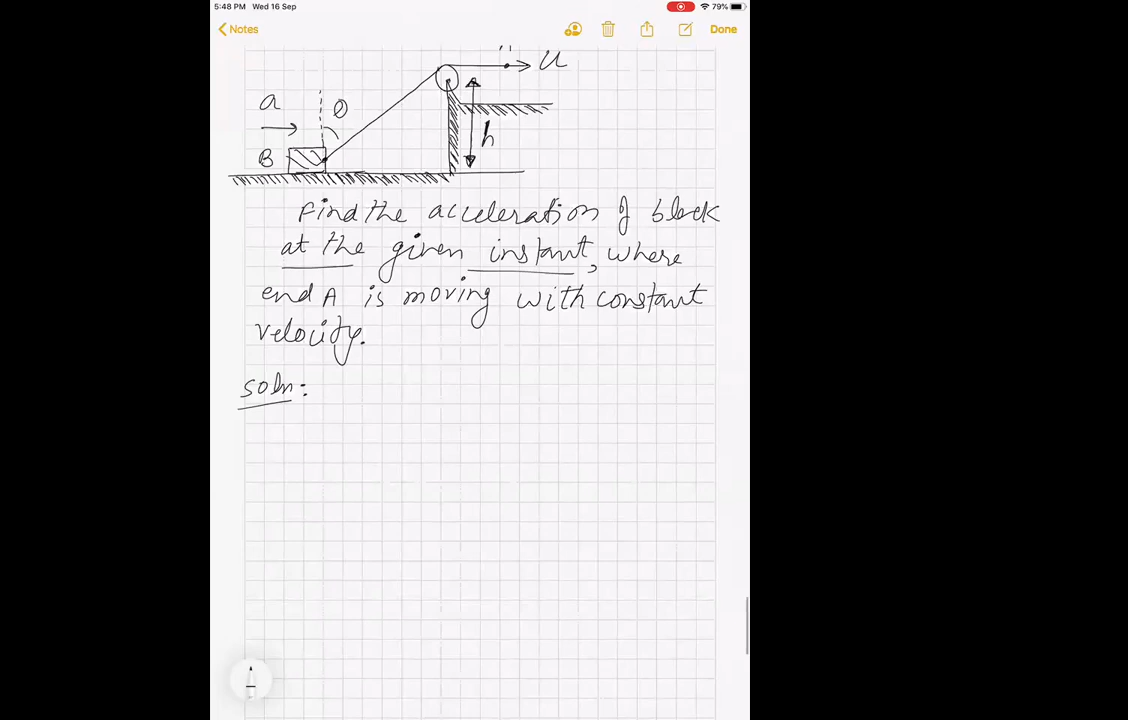 5:48 PM Wed 16 Sep
79%
Notes
Done
u
a
θ
h
B
Find the acceleration of block
at the given instant, where
end A is moving with constant
velocity.
soln: